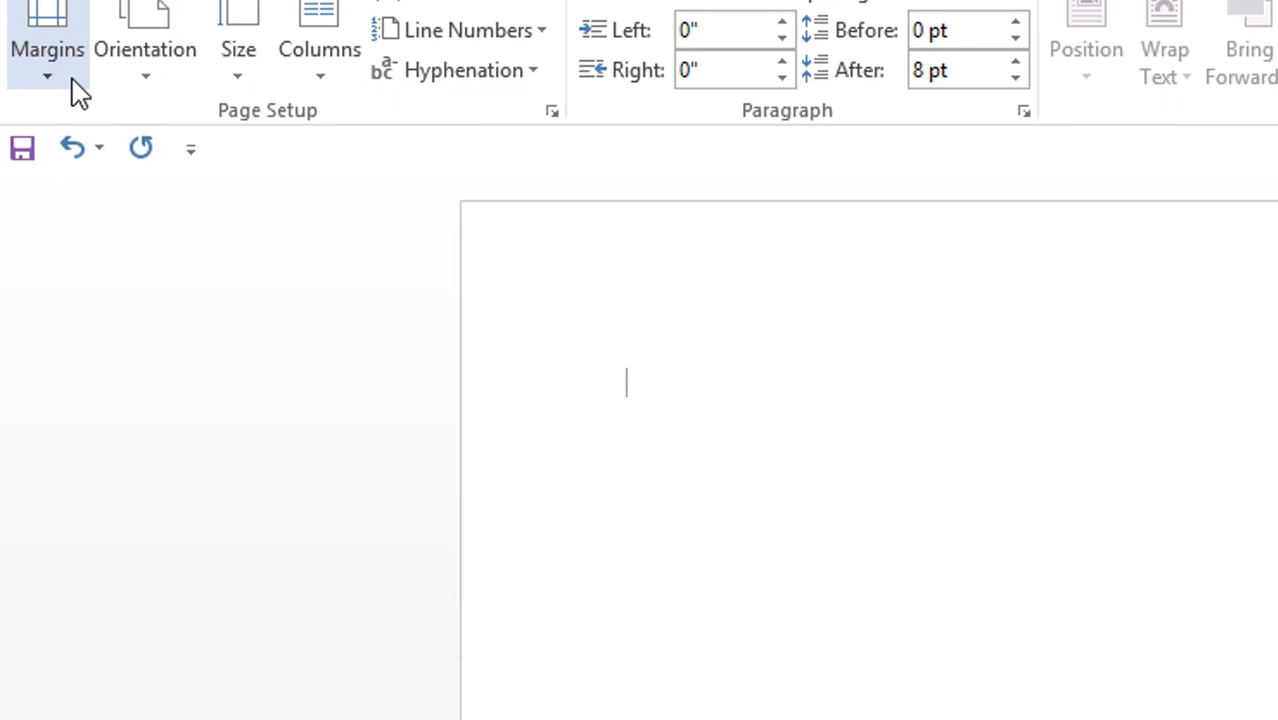 Margins Orientation Size Columns
Line Numbers
Hyphenation
Page Setup
Left: 0"
Right: 0"
Before: 0 pt
After: 8 pt
Paragraph
Position Wrap Text Bring Forward